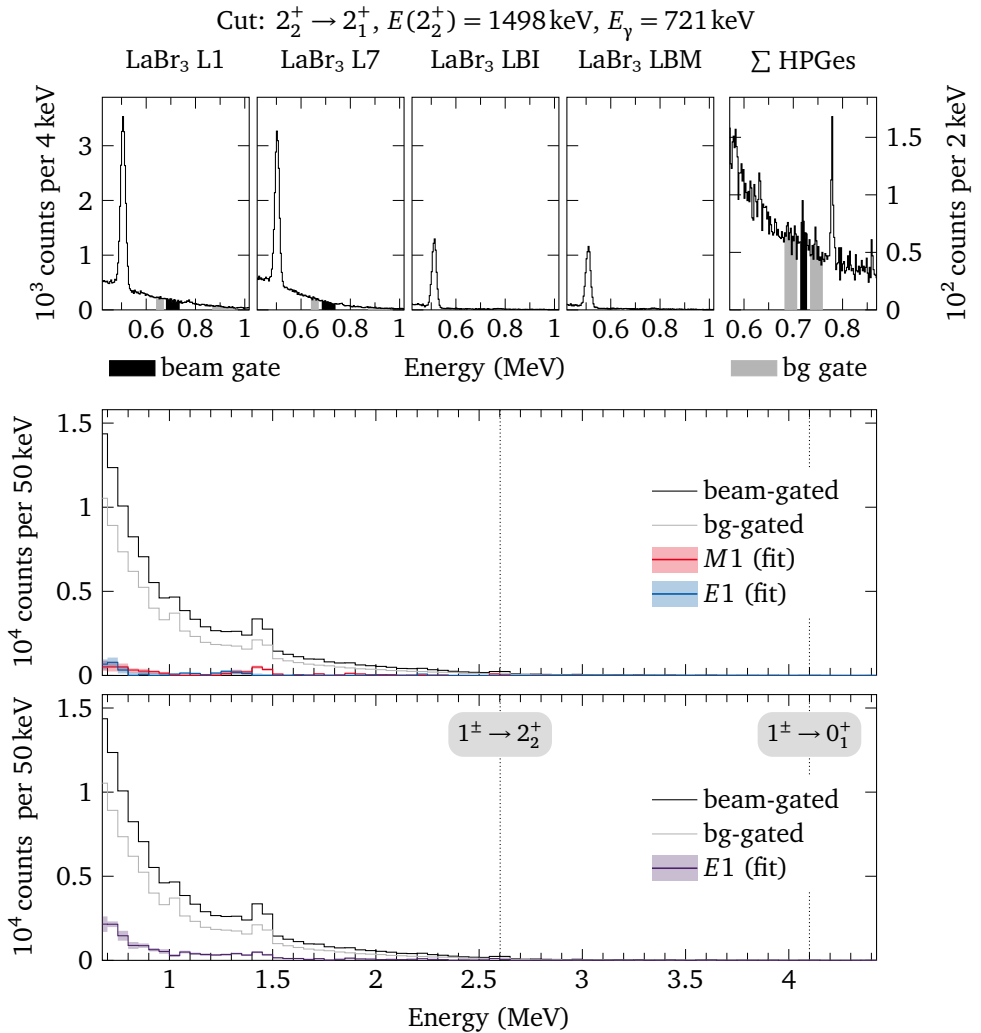 Cut: 2₂⁺ → 2₁⁺, E(2₂⁺) = 1498 keV, Eγ = 721 keV
LaBr₃ L1 LaBr₃ L7 LaBr₃ LBI LaBr₃ LBM ∑ HPGes
10³ counts per 4 keV
3
2
1
0
1.5
1
0.5
0
10² counts per 2 keV
0.6 0.8 1 0.6 0.8 1 0.6 0.8 1 0.6 0.8 1 0.6 0.7 0.8
beam gate Energy (MeV) bg gate
10⁴ counts per 50 keV
1.5
1
0.5
0
beam-gated
bg-gated
M1 (fit)
E1 (fit)
10⁴ counts per 50 keV
1.5
1
0.5
0
1± → 2₂⁺ 1± → 0₁⁺
beam-gated
bg-gated
E1 (fit)
1 1.5 2 2.5 3 3.5 4
Energy (MeV)